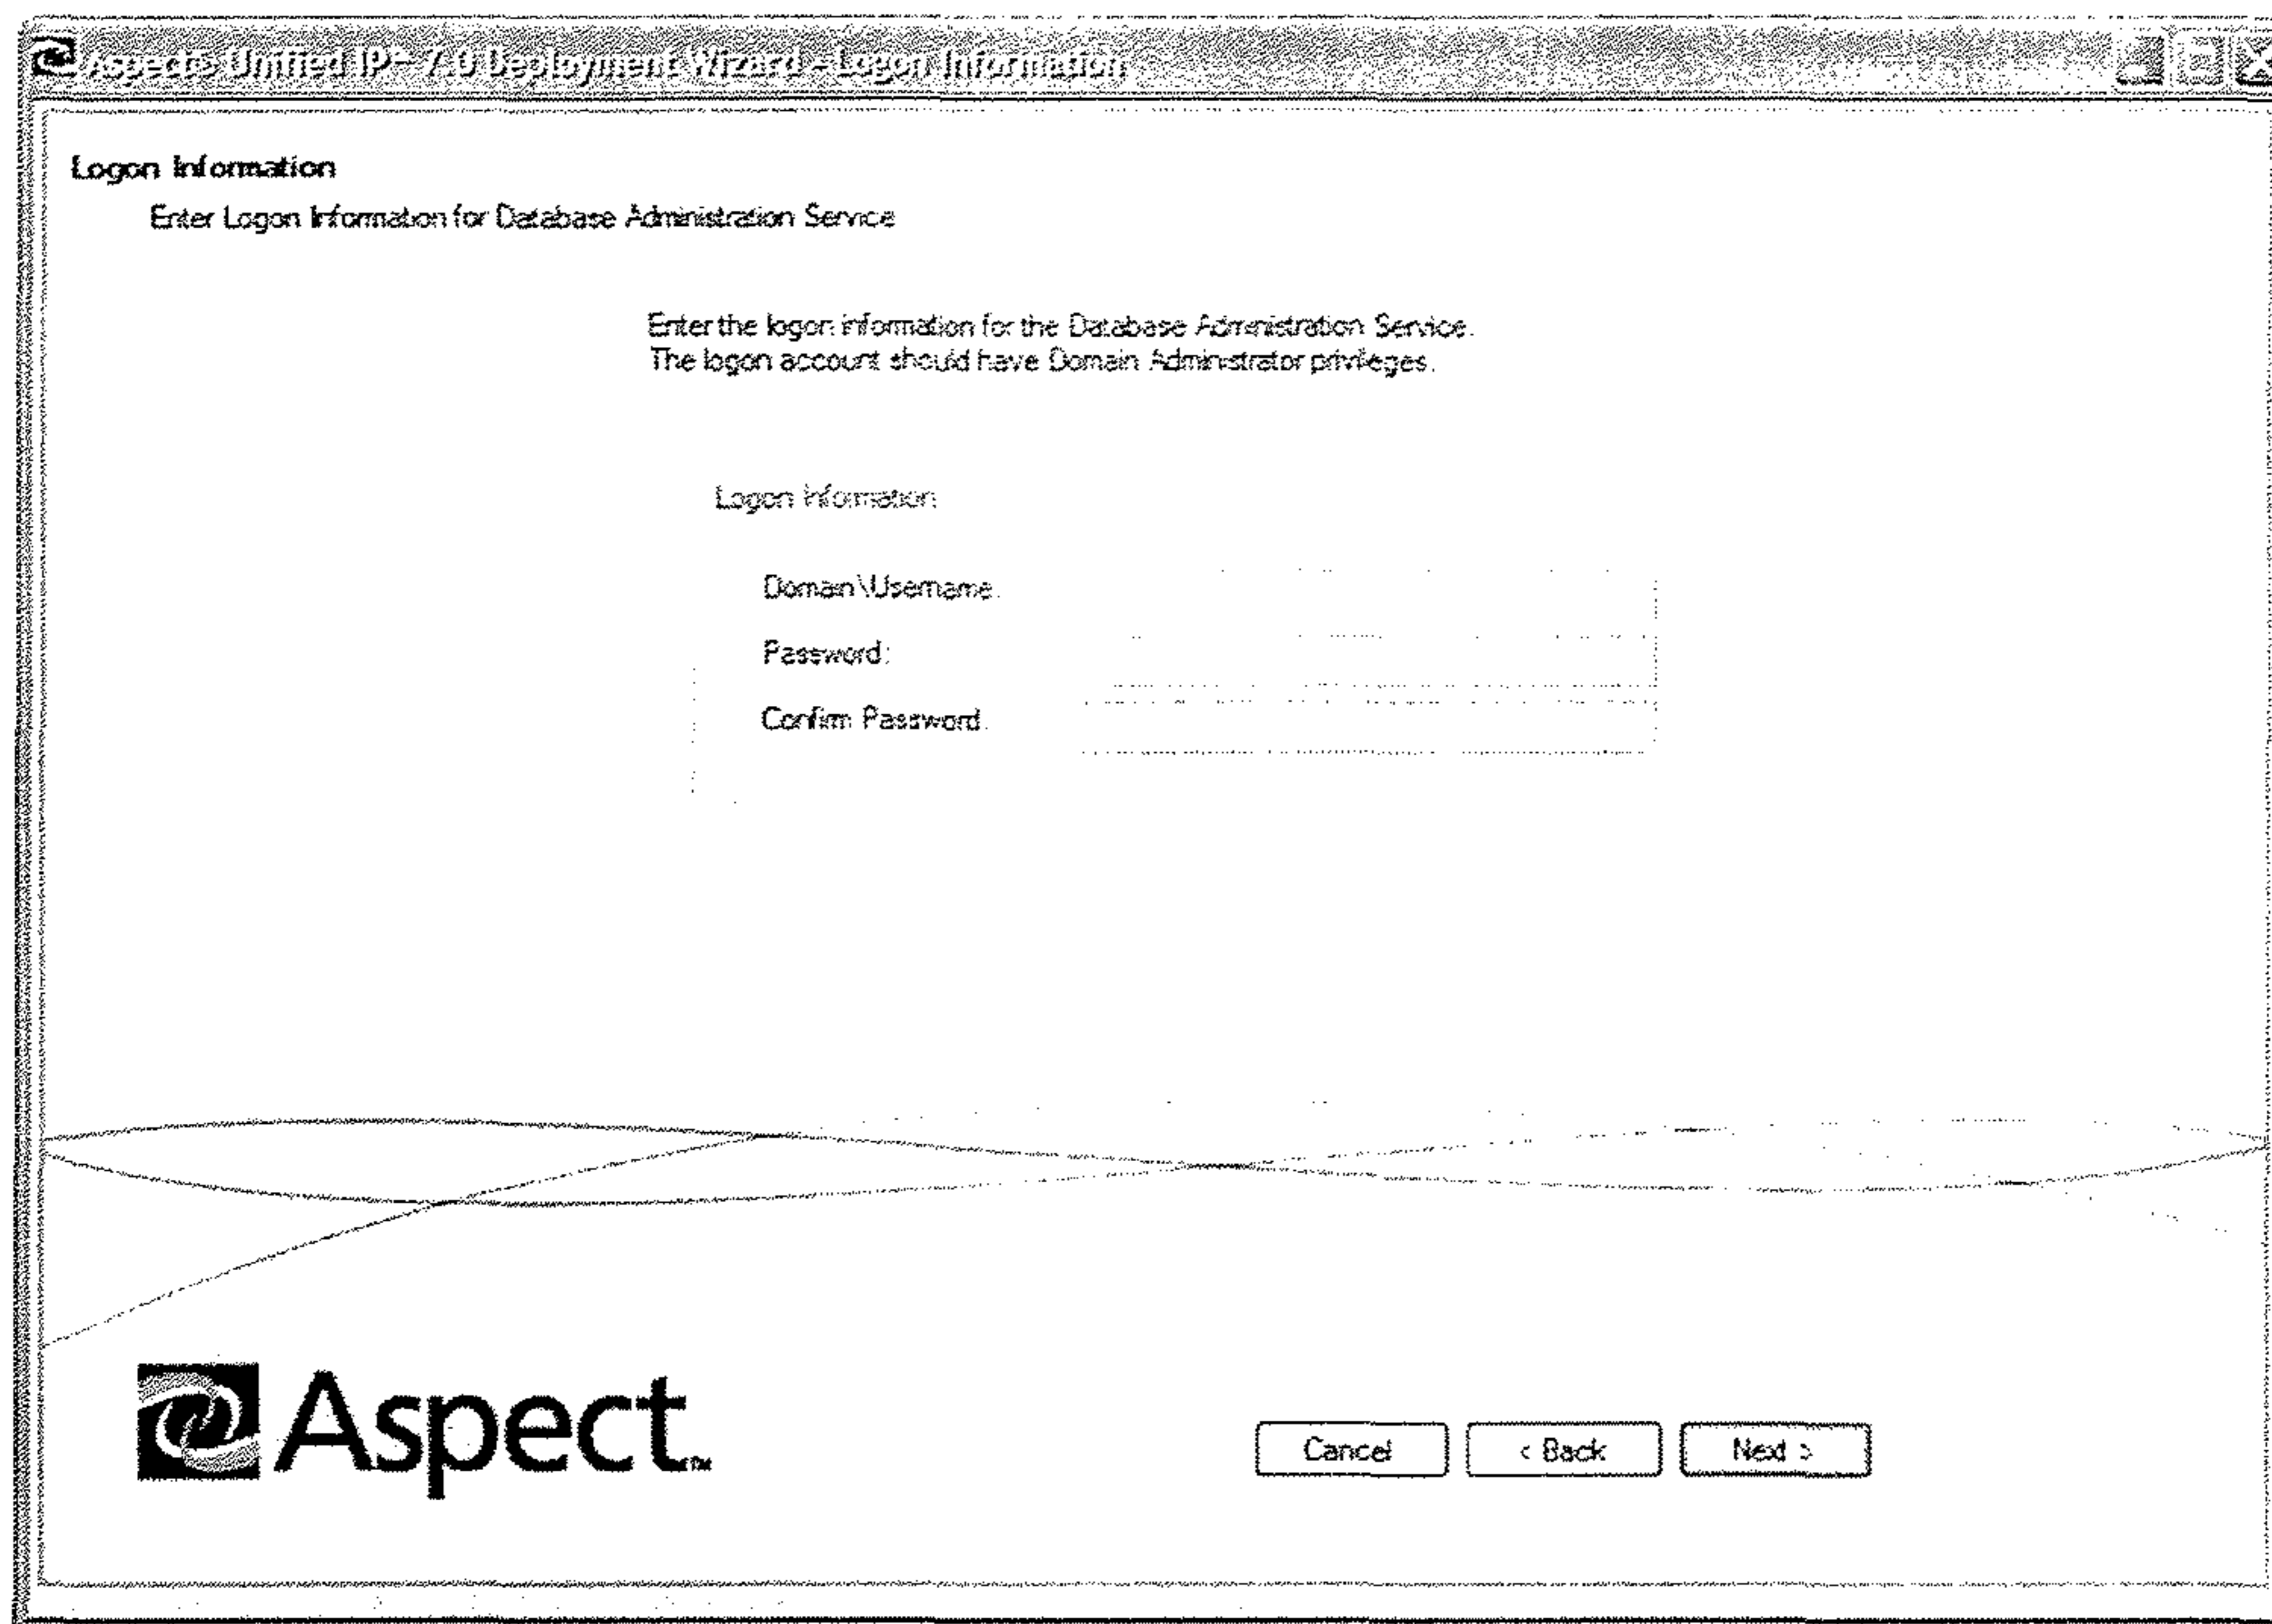 Aspect® Unified IP™ 7.0 Deployment Wizard - Logon Information
Logon Information
Enter Logon Information for Database Administration Service
Enter the logon information for the Database Administration Service.
The logon account should have Domain Administrator privileges.
Logon Information
Domain\Username:
Password:
Confirm Password:
Aspect™
Cancel
< Back
Next >